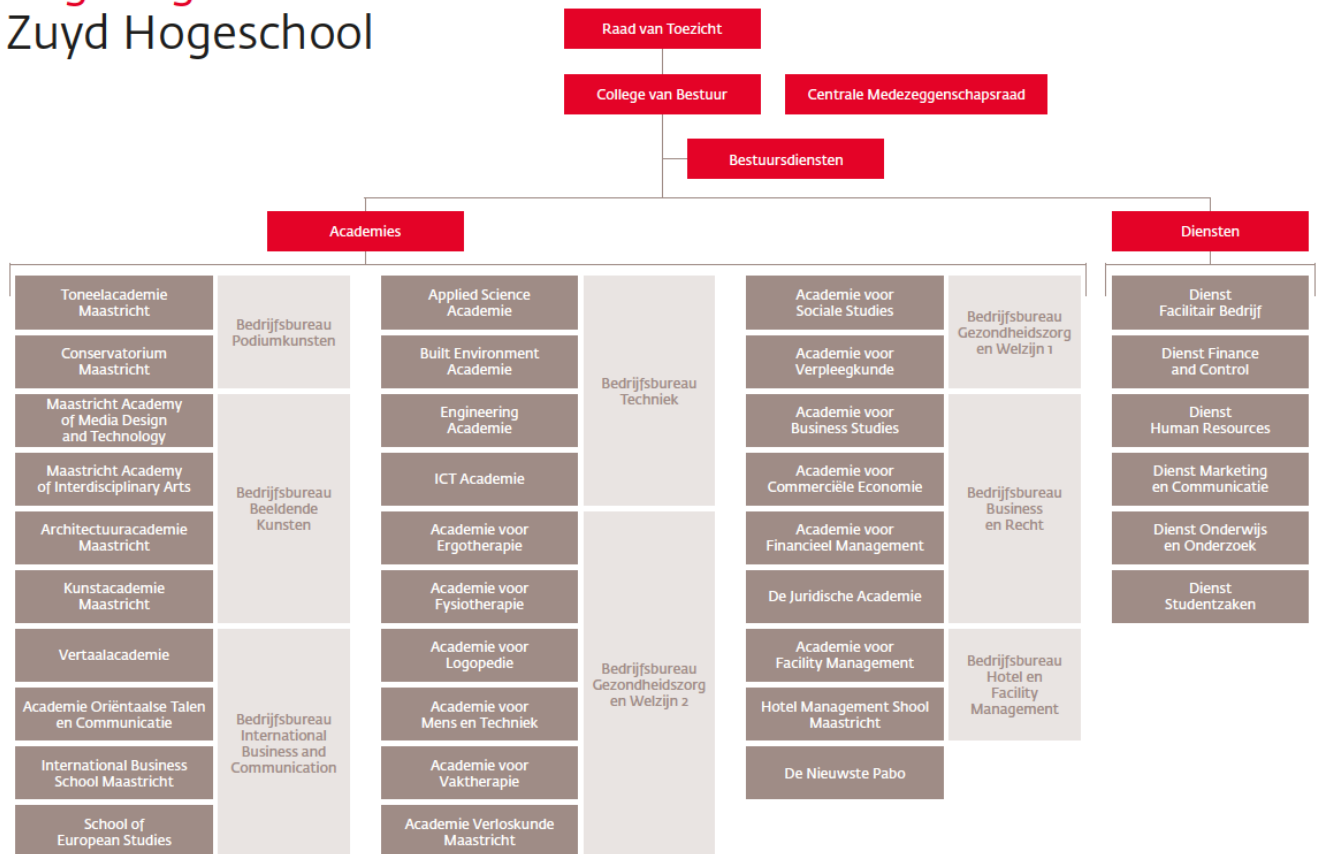 Zuyd Hogeschool
Raad van Toezicht
College van Bestuur
Centrale Medezeggenschapsraad
Bestuursdiensten
Academies
Diensten
Toneelacademie
Maastricht
Conservatorium
Maastricht
Bedrijfsbureau
Podiumkunsten
Maastricht Academy
of Media Design
and Technology
Maastricht Academy
of Interdisciplinary Arts
Architectuuracademie
Maastricht
Kunstacademie
Maastricht
Bedrijfsbureau
Beeldende
Kunsten
Vertaalacademie
Academie Oriëntaalse Talen
en Communicatie
International Business
School Maastricht
School of
European Studies
Bedrijfsbureau
International
Business and
Communication
Applied Science
Academie
Built Environment
Academie
Engineering
Academie
ICT Academie
Bedrijfsbureau
Techniek
Academie voor
Ergotherapie
Academie voor
Fysiotherapie
Academie voor
Logopedie
Academie voor
Mens en Techniek
Academie voor
Vaktherapie
Academie Verloskunde
Maastricht
Bedrijfsbureau
Gezondheidszorg
en Welzijn 2
Academie voor
Sociale Studies
Academie voor
Verpleegkunde
Bedrijfsbureau
Gezondheidszorg
en Welzijn 1
Academie voor
Business Studies
Academie voor
Commerciële Economie
Academie voor
Financieel Management
De Juridische Academie
Bedrijfsbureau
Business
en Recht
Academie voor
Facility Management
Hotel Management Shool
Maastricht
Bedrijfsbureau
Hotel en
Facility
Management
De Nieuwste Pabo
Dienst
Facilitair Bedrijf
Dienst Finance
and Control
Dienst
Human Resources
Dienst Marketing
en Communicatie
Dienst Onderwijs
en Onderzoek
Dienst
Studentzaken